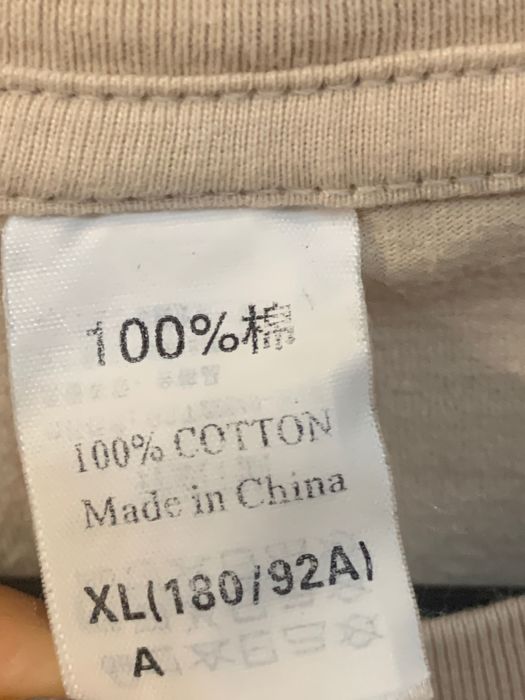 100%棉
100% COTTON
Made in China
XL(180/92A)
A